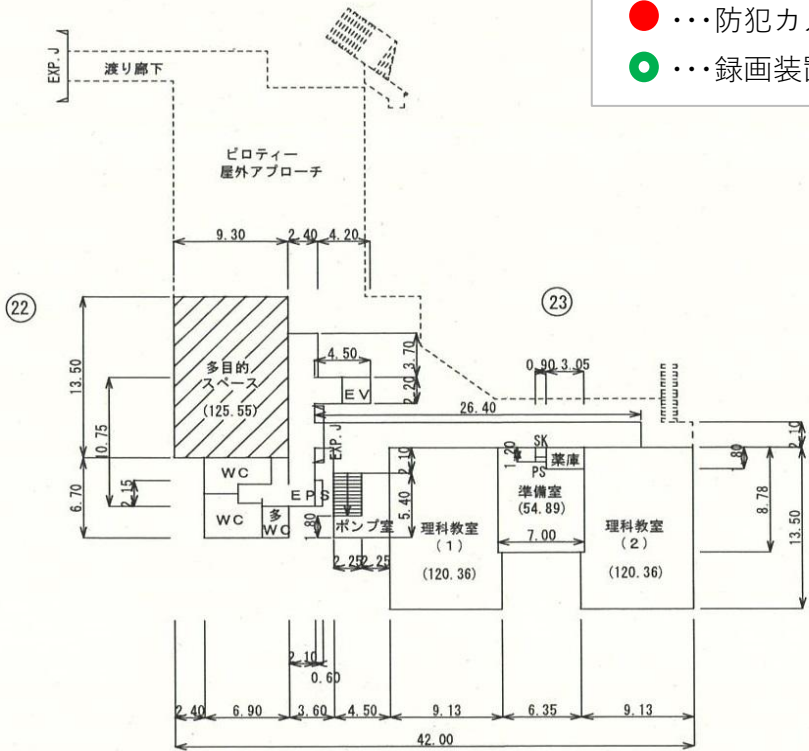 ●・・・防犯カメ
・・・録画装置
EXP.J
渡り廊下
ピロティー
屋外アプローチ
9.30
2.40
4.20
22
23
13.50
多目的
スペース
(125.55)
4.50
3.70
EV
2.20
0.90
3.05
26.40
2.10
10.75
6.70
2.15
WC
WC
多
WC
EPS
EXP.J
.80
2.10
5.40
ポンプ室
1.20
SK
PS
薬庫
準備室
(54.89)
7.00
.80
8.78
13.50
理科教室
(1)
(120.36)
理科教室
(2)
(120.36)
2.25
2.25
2.10
0.60
2.40
6.90
3.60
4.50
9.13
6.35
9.13
42.00